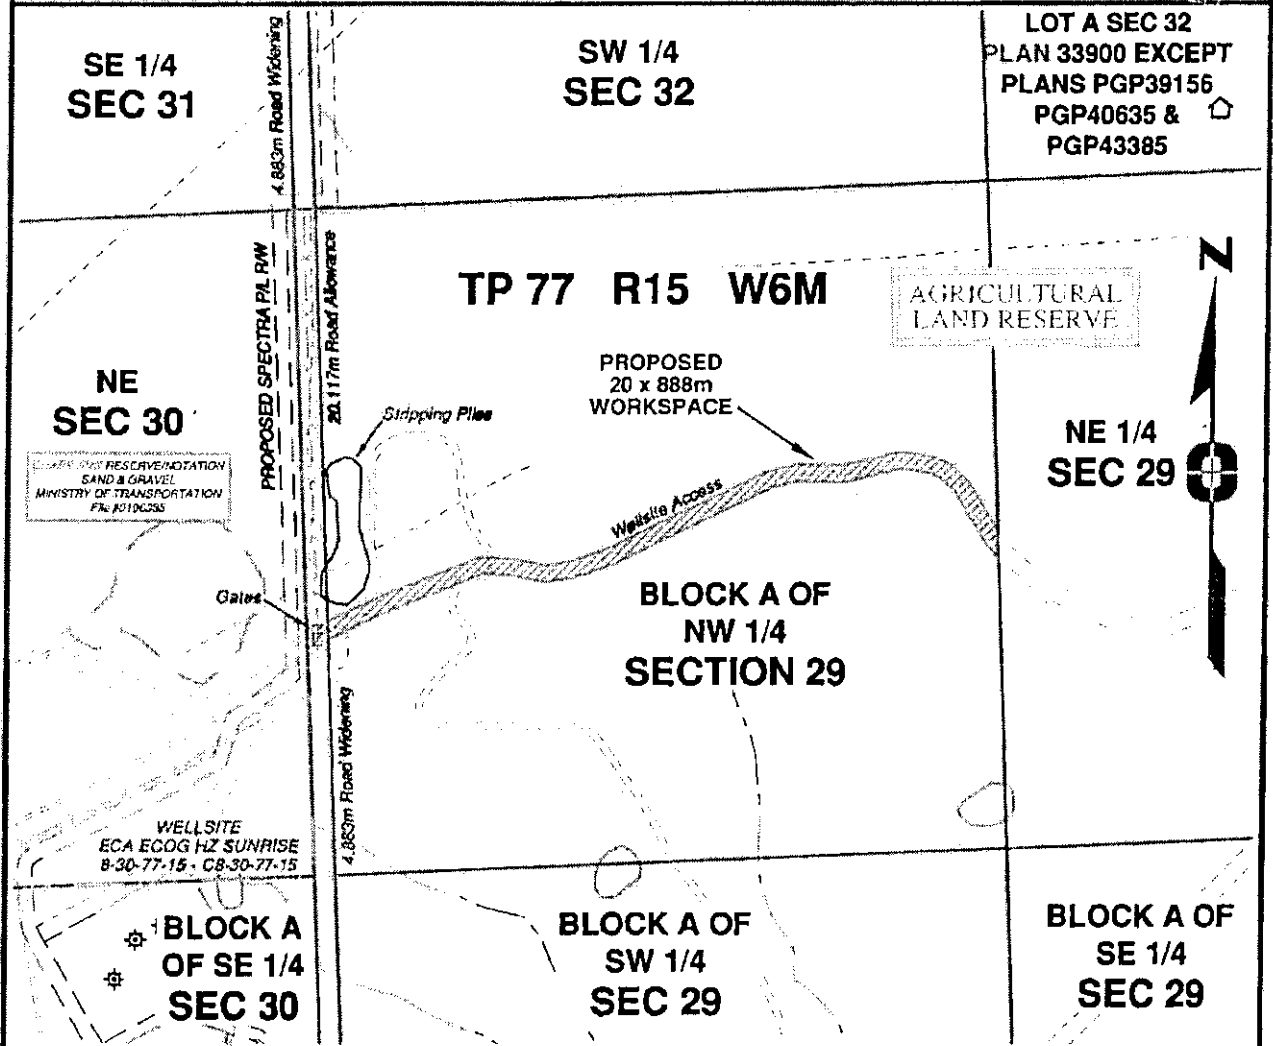 SE 1/4
SEC 31
4.883m Road Widening
SW 1/4
SEC 32
LOT A SEC 32
PLAN 33900 EXCEPT
PLANS PGP39156
PGP40635 &
PGP43385
PROPOSED SPECTRA P/L R/W
20.117m Road Allowance
TP 77 R15 W6M
AGRICULTURAL
LAND RESERVE
N
NE
SEC 30
RESERVE/NOTATION
SAND & GRAVEL
MINISTRY OF TRANSPORTATION
File
Stripping Piles
PROPOSED
20 x 888m
WORKSPACE
NE 1/4
SEC 29
Wellsite Access
Gates
BLOCK A OF
NW 1/4
SECTION 29
4.883m Road Widening
WELLSITE
ECA ECOG HZ SUNRISE
8-30-77-15 - C8-30-77-15
BLOCK A
OF SE 1/4
SEC 30
BLOCK A OF
SW 1/4
SEC 29
BLOCK A OF
SE 1/4
SEC 29